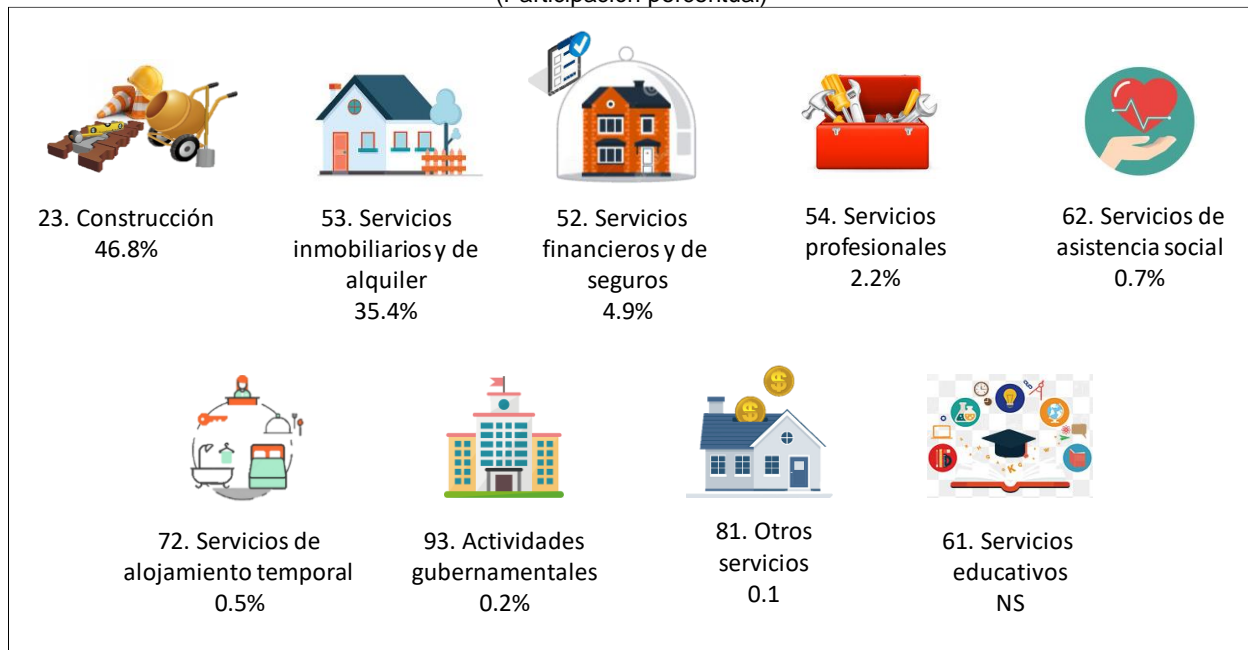 (Participación porcentual)
23. Construcción
46.8%
53. Servicios
inmobiliarios y de
alquiler
35.4%
52. Servicios
financieros y de
seguros
4.9%
54. Servicios
profesionales
2.2%
62. Servicios de
asistencia social
0.7%
72. Servicios de
alojamiento temporal
0.5%
93. Actividades
gubernamentales
0.2%
81. Otros
servicios
0.1
61. Servicios
educativos
NS